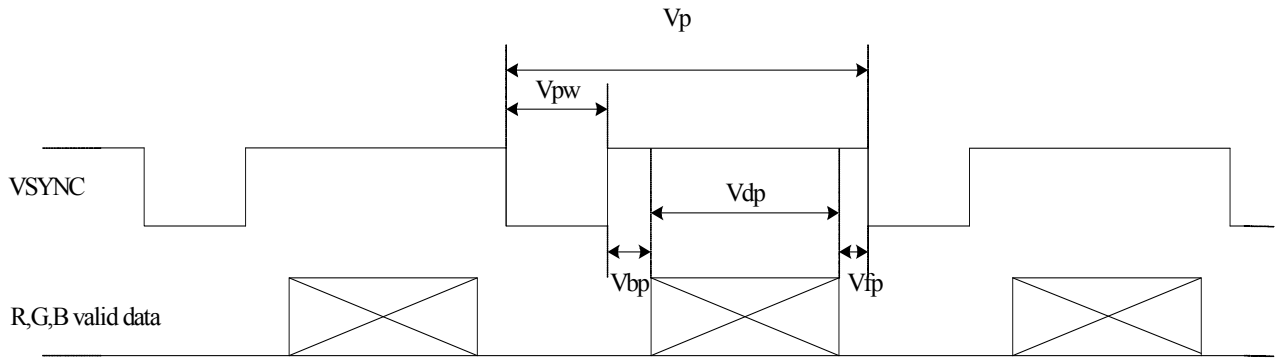 Vp
Vpw
VSYNC
Vdp
Vbp
Vfp
R,G,B valid data